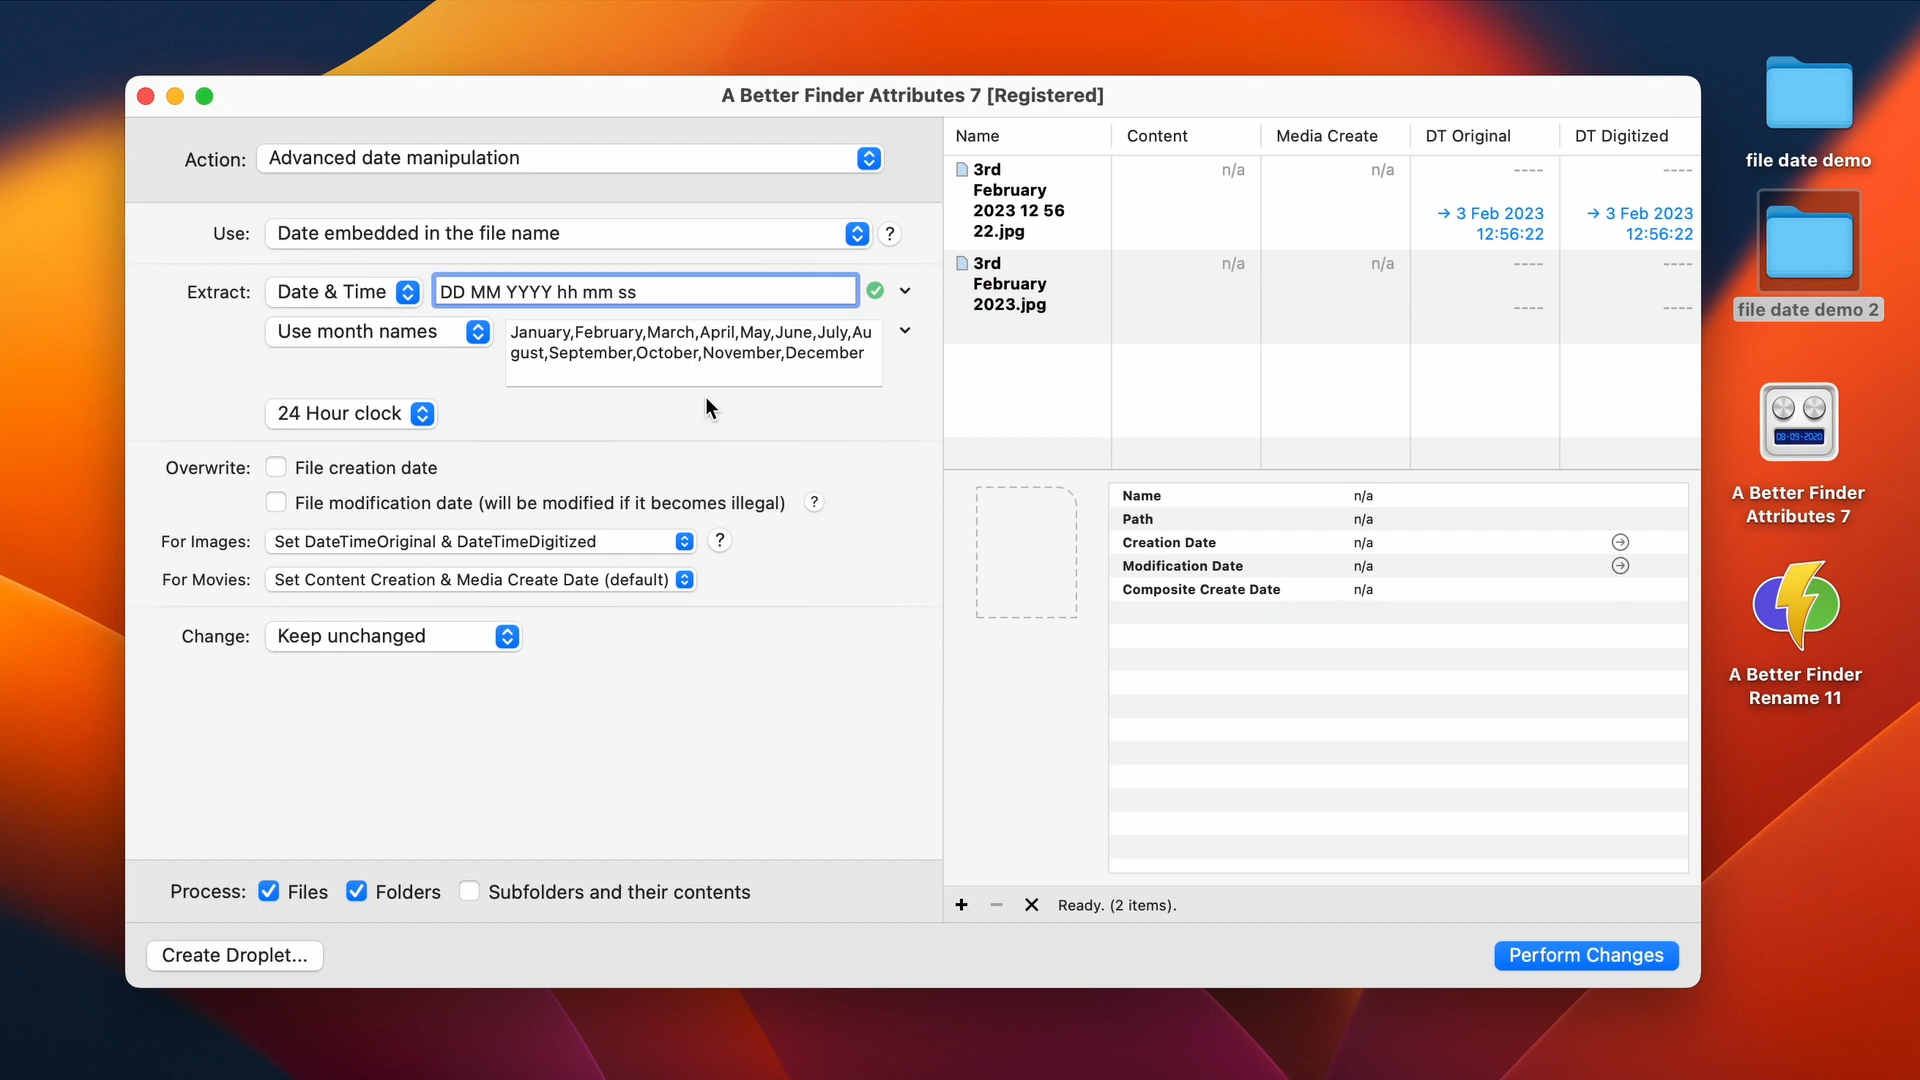 A Better Finder Attributes 7 [Registered]
Action: Advanced date manipulation
Use: Date embedded in the file name ?
Extract: Date & Time DD MM YYYY hh mm ss
Use month names January,February,March,April,May,June,July,Au
gust,September,October,November,December
24 Hour clock
Overwrite: File creation date
File modification date (will be modified if it becomes illegal) ?
For Images: Set DateTimeOriginal & DateTimeDigitized ?
For Movies: Set Content Creation & Media Create Date (default)
Change: Keep unchanged
Process: Files Folders Subfolders and their contents
Create Droplet...
Name Content Media Create DT Original DT Digitized
3rd n/a n/a ---- ----
February
2023 12 56 → 3 Feb 2023 → 3 Feb 2023
22.jpg 12:56:22 12:56:22
3rd n/a n/a ---- ----
February
2023.jpg ---- ----
Name n/a
Path n/a
Creation Date n/a
Modification Date n/a
Composite Create Date n/a
+ − ✕ Ready. (2 items).
Perform Changes
file date demo
file date demo 2
08-09-2020
A Better Finder
Attributes 7
A Better Finder
Rename 11